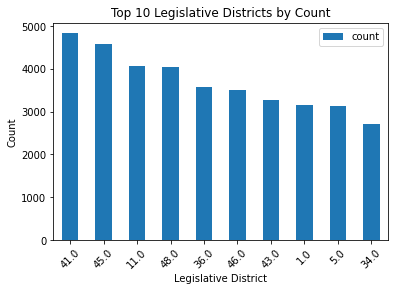 Top 10 Legislative Districts by Count
count
5000
4000
3000
2000
1000
0
Count
41.0 45.0 11.0 48.0 36.0 46.0 43.0 1.0 5.0 34.0
Legislative District